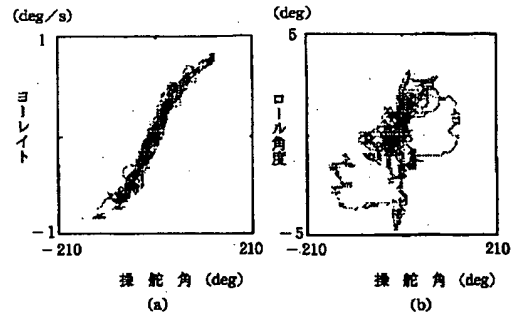 (deg/s)
1
ヨーレイト
-1
-210
210
操 舵 角 (deg)
(a)
(deg)
5
ロール角度
-5
-210
210
操 舵 角 (deg)
(b)